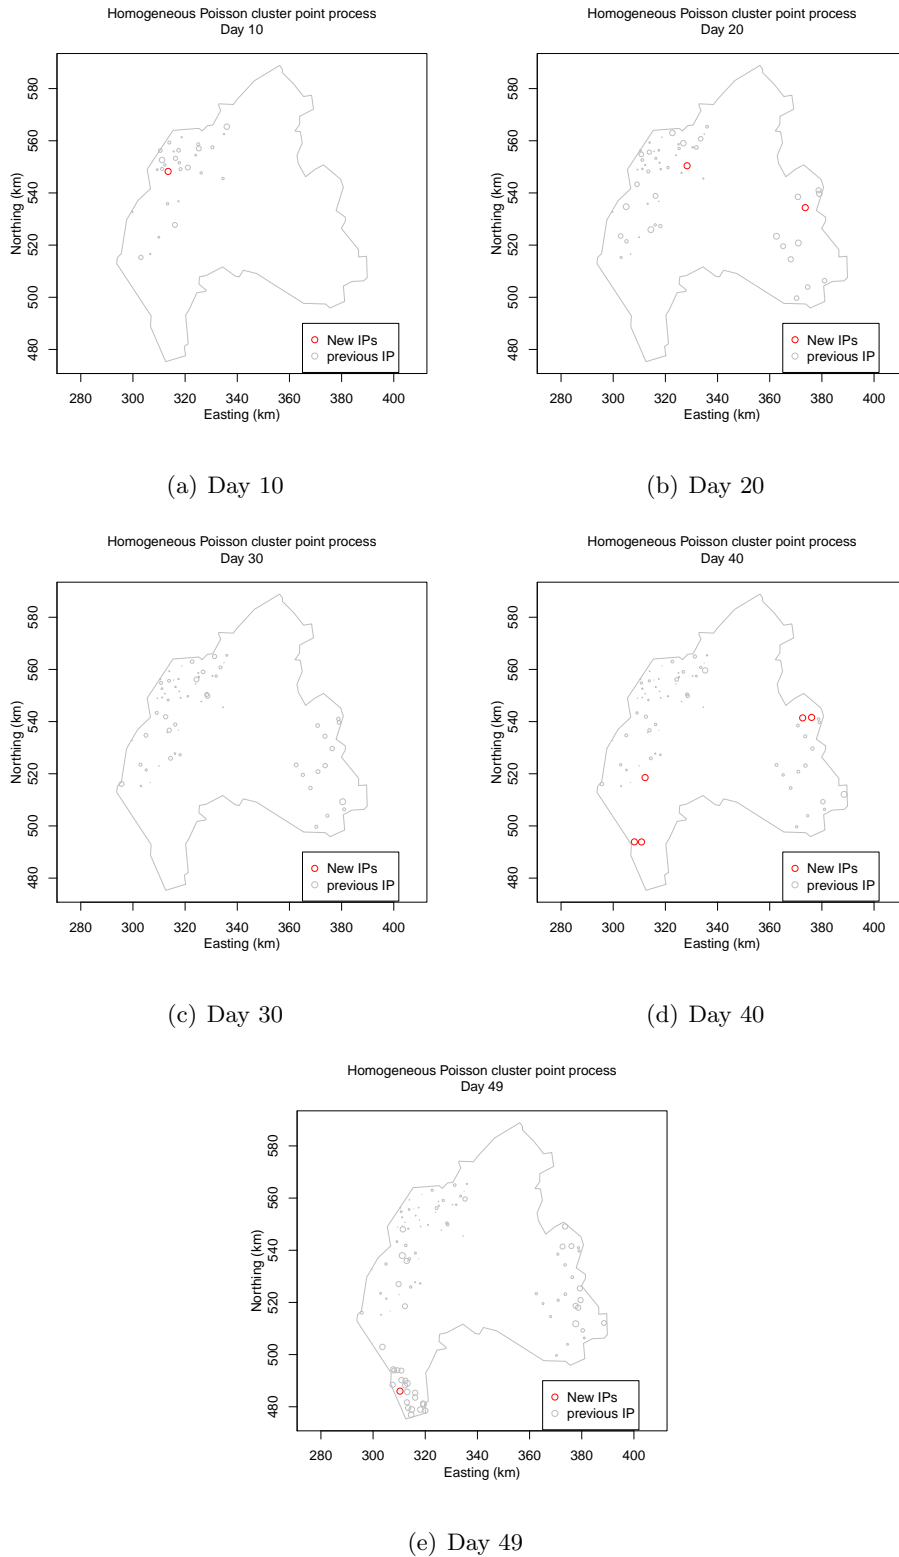 Homogeneous Poisson cluster point process
Day 10
Northing (km)
580
560
540
520
500
480
New IPs
previous IP
280 300 320 340 360 380 400
Easting (km)
(a) Day 10
Homogeneous Poisson cluster point process
Day 20
Northing (km)
580
560
540
520
500
480
New IPs
previous IP
280 300 320 340 360 380 400
Easting (km)
(b) Day 20
Homogeneous Poisson cluster point process
Day 30
Northing (km)
580
560
540
520
500
480
New IPs
previous IP
280 300 320 340 360 380 400
Easting (km)
(c) Day 30
Homogeneous Poisson cluster point process
Day 40
Northing (km)
580
560
540
520
500
480
New IPs
previous IP
280 300 320 340 360 380 400
Easting (km)
(d) Day 40
Homogeneous Poisson cluster point process
Day 49
Northing (km)
580
560
540
520
500
480
New IPs
previous IP
280 300 320 340 360 380 400
Easting (km)
(e) Day 49